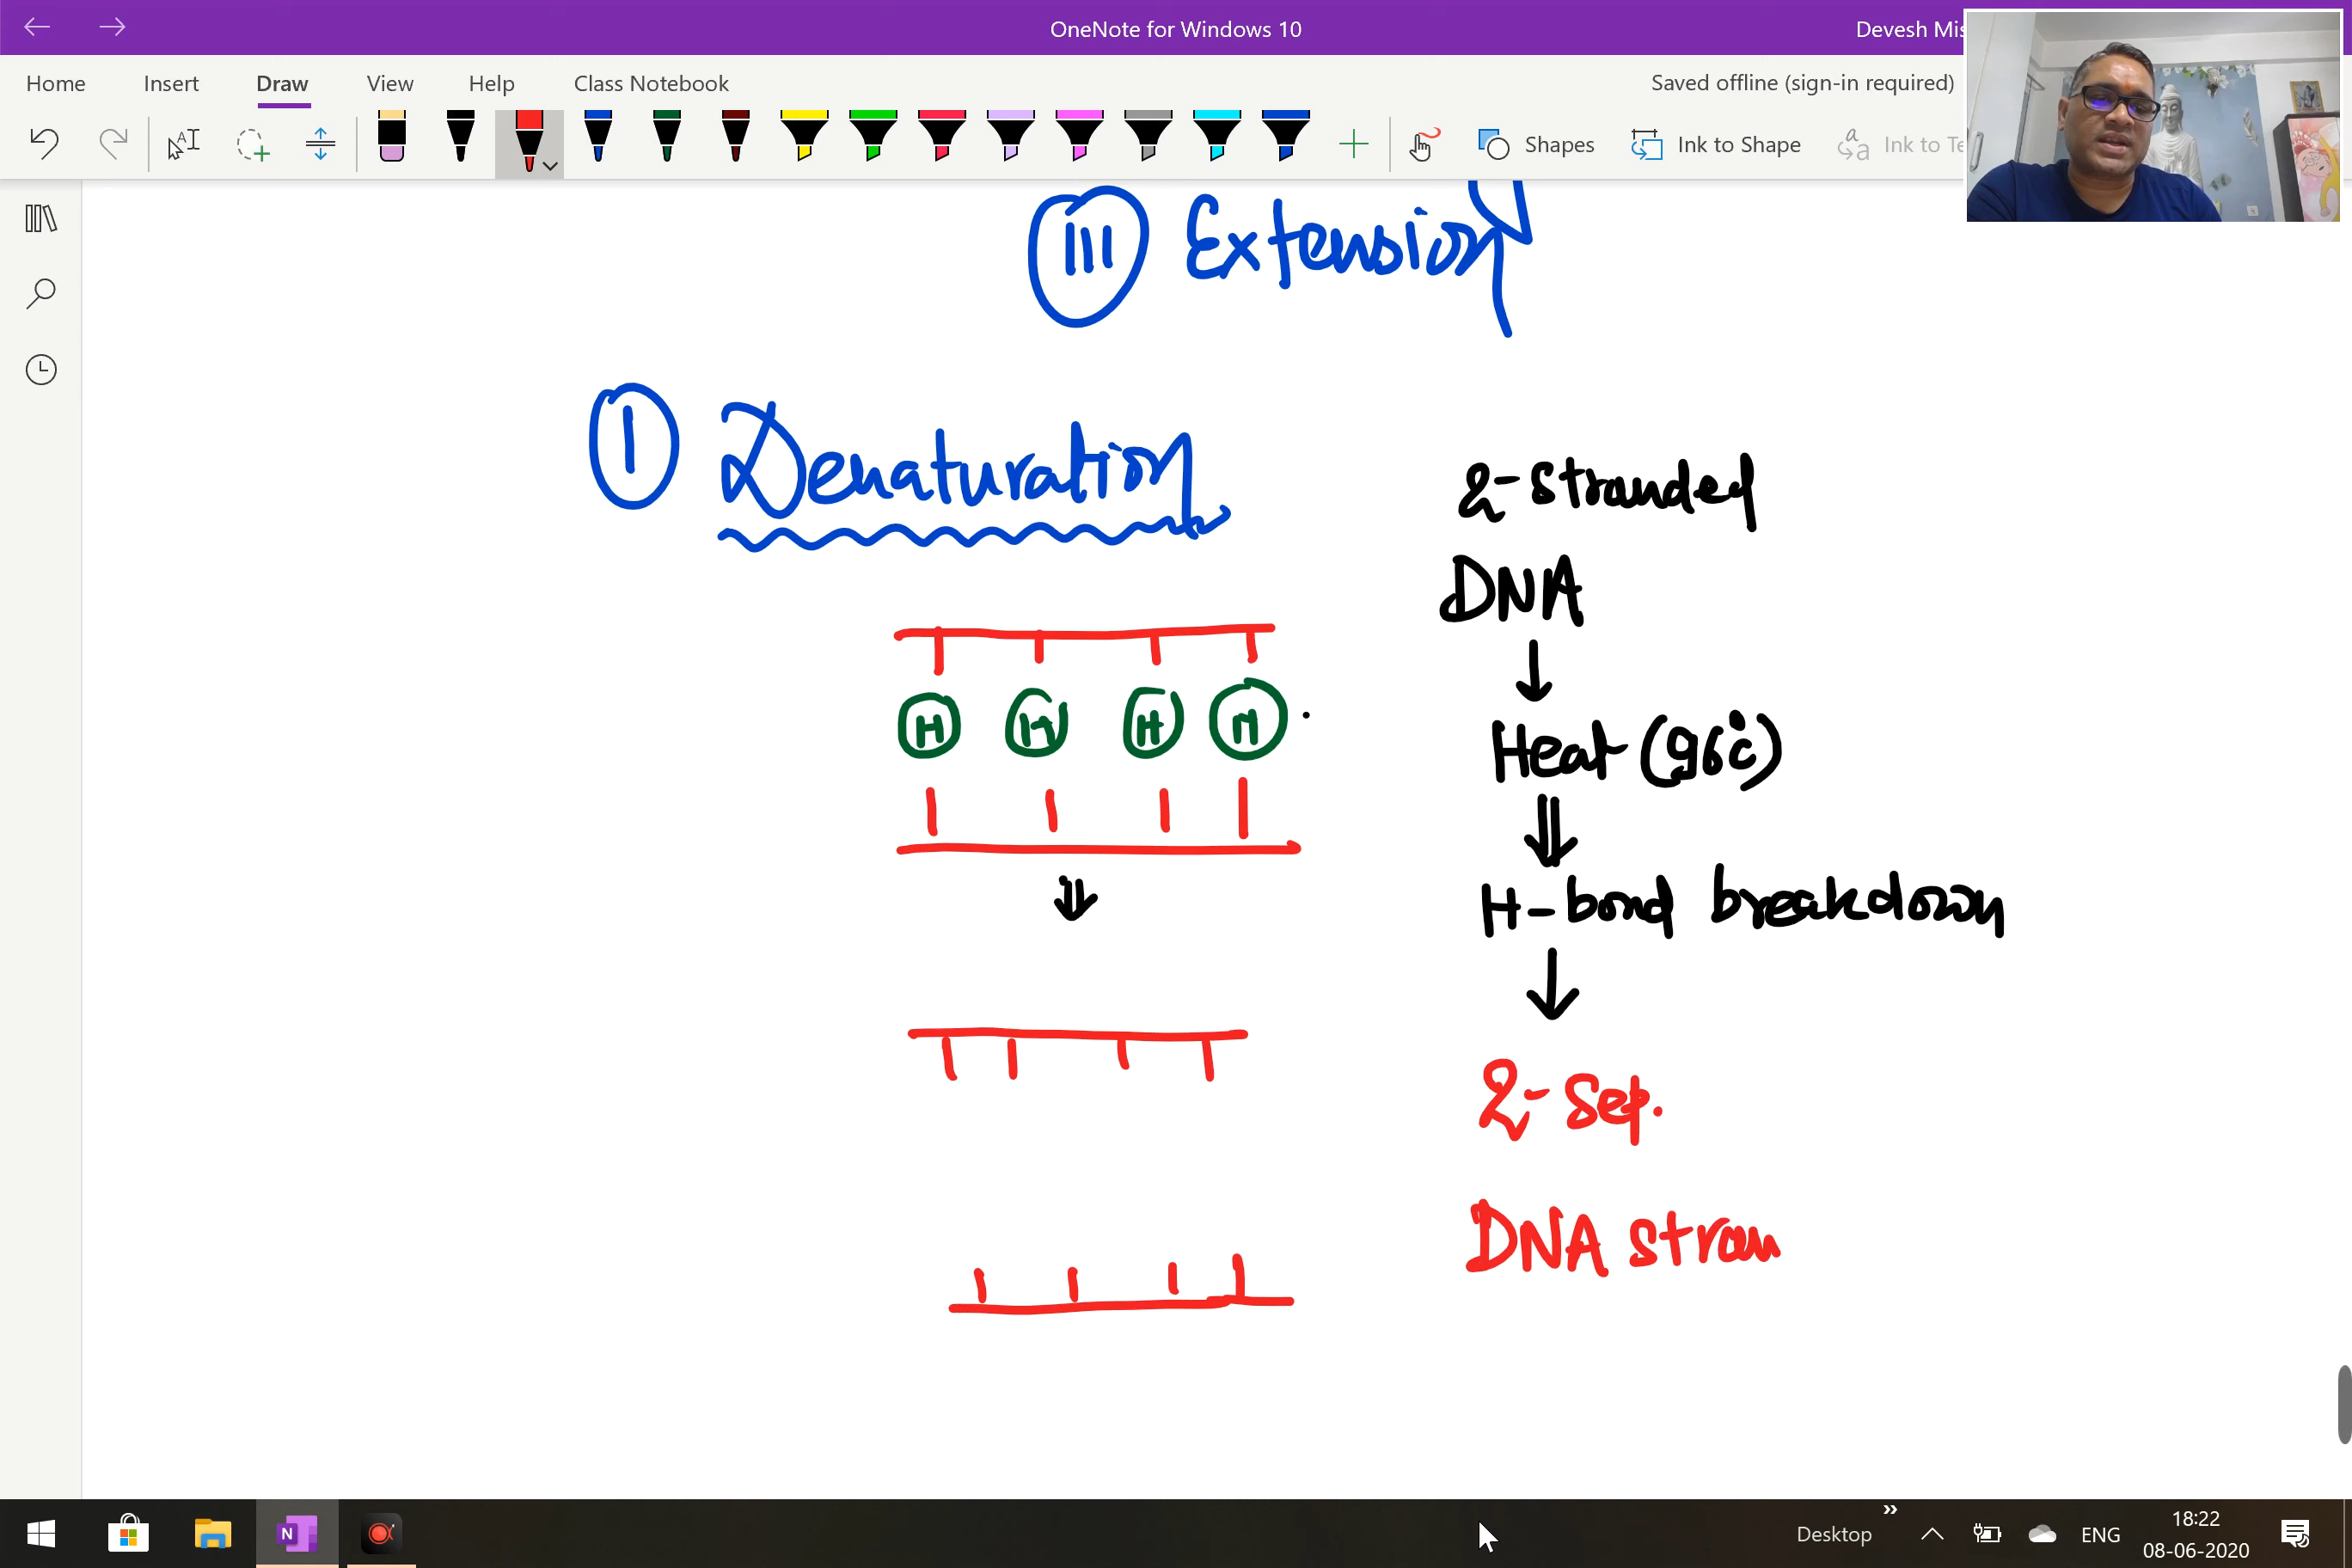 OneNote for Windows 10
Devesh Mis
Home Insert Draw View Help Class Notebook
Saved offline (sign-in required)
Shapes Ink to Shape Ink to Te
III Extension
I Denaturation
2-Stranded
DNA
H H H H
Heat (96°c)
H-bond breakdown
2-Sep.
DNA stran
Desktop
ENG
18:22
08-06-2020